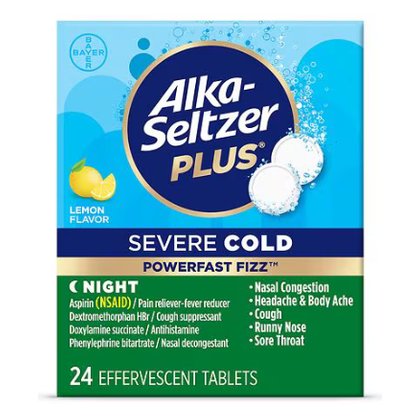 BAYER
BAYER
Alka-
Seltzer
PLUS®
LEMON
FLAVOR
SEVERE COLD
POWERFAST FIZZ™
NIGHT
Aspirin (NSAID) / Pain reliever-fever reducer
Dextromethorphan HBr / Cough suppressant
Doxylamine succinate / Antihistamine
Phenylephrine bitartrate / Nasal decongestant
• Nasal Congestion
• Headache & Body Ache
• Cough
• Runny Nose
• Sore Throat
24 EFFERVESCENT TABLETS